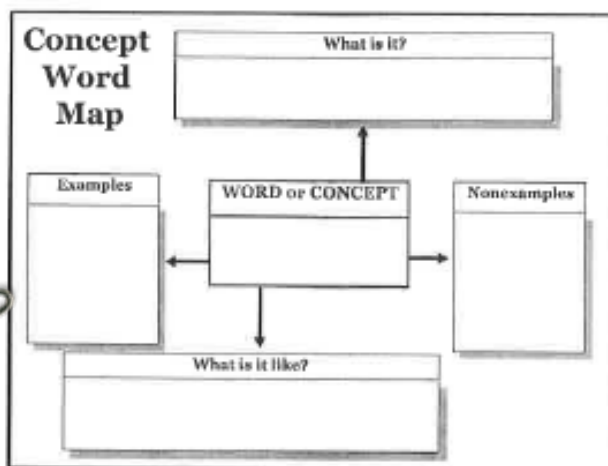 Concept
Word
Map
What is it?
Examples
WORD or CONCEPT
Nonexamples
What is it like?